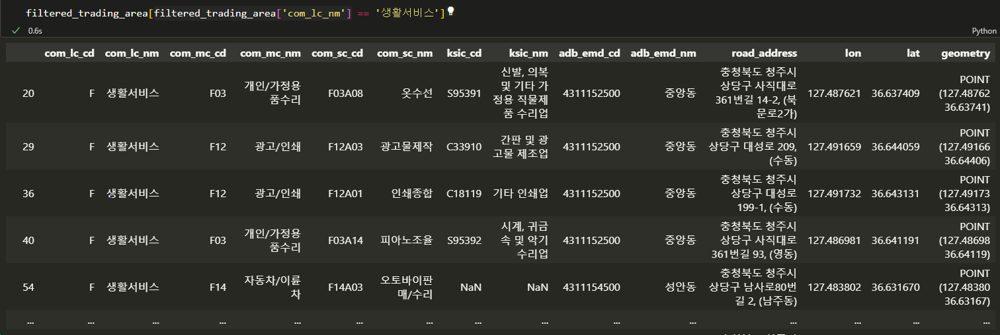 filtered_trading_area[filtered_trading_area['com_lc_nm'] == '생활서비스']
0.6s
Python
com_lc_cd com_lc_nm com_mc_cd com_mc_nm com_sc_cd com_sc_nm ksic_cd ksic_nm adb_emd_cd adb_emd_nm road_address lon lat geometry
20 F 생활서비스 F03 개인/가정용품수리 F03A08 옷수선 S95391 신발, 의복 및 기타 가정용 직물제품 수리업 4311152500 중앙동 충청북도 청주시 상당구 사직대로361번길 14-2, (북문로2가) 127.487621 36.637409 POINT (127.48762 36.63741)
29 F 생활서비스 F12 광고/인쇄 F12A03 광고물제작 C33910 간판 및 광고물 제조업 4311152500 중앙동 충청북도 청주시 상당구 대성로 209, (수동) 127.491659 36.644059 POINT (127.49166 36.64406)
36 F 생활서비스 F12 광고/인쇄 F12A01 인쇄종합 C18119 기타 인쇄업 4311152500 중앙동 충청북도 청주시 상당구 대성로 199-1, (수동) 127.491732 36.643131 POINT (127.49173 36.64313)
40 F 생활서비스 F03 개인/가정용품수리 F03A14 피아노조율 S95392 시계, 귀금속 및 악기 수리업 4311152500 중앙동 충청북도 청주시 상당구 사직대로361번길 93, (영동) 127.486981 36.641191 POINT (127.48698 36.64119)
54 F 생활서비스 F14 자동차/이륜차 F14A03 오토바이판매/수리 NaN NaN 4311154500 성안동 충청북도 청주시 상당구 남사로80번길 2, (남주동) 127.483802 36.631670 POINT (127.48380 36.63167)
... ... ... ... ... ... ... ... ... ... ... ... ... ... ...